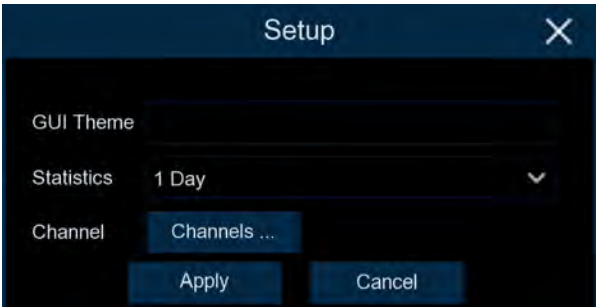 Setup
GUI Theme
Statistics 1 Day
Channel Channels ...
Apply Cancel